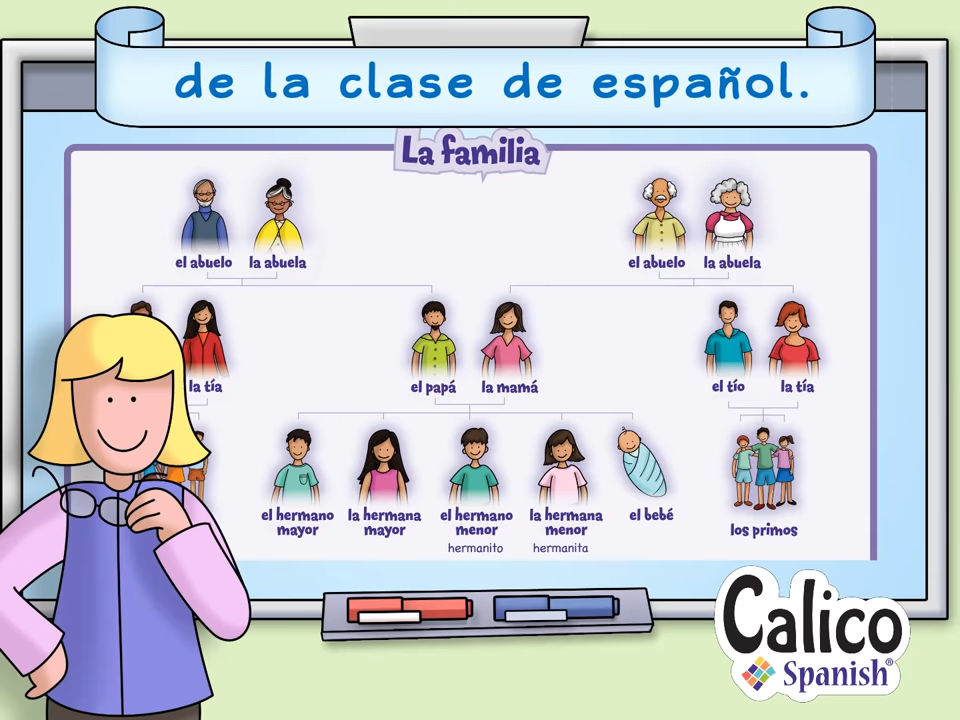 de la clase de español.
La familia
el abuelo la abuela el abuelo la abuela
la tía el papá la mamá el tío la tía
el hermano mayor la hermana mayor el hermano menor la hermana menor el bebé los primos
hermanito hermanita
Calico
Spanish®